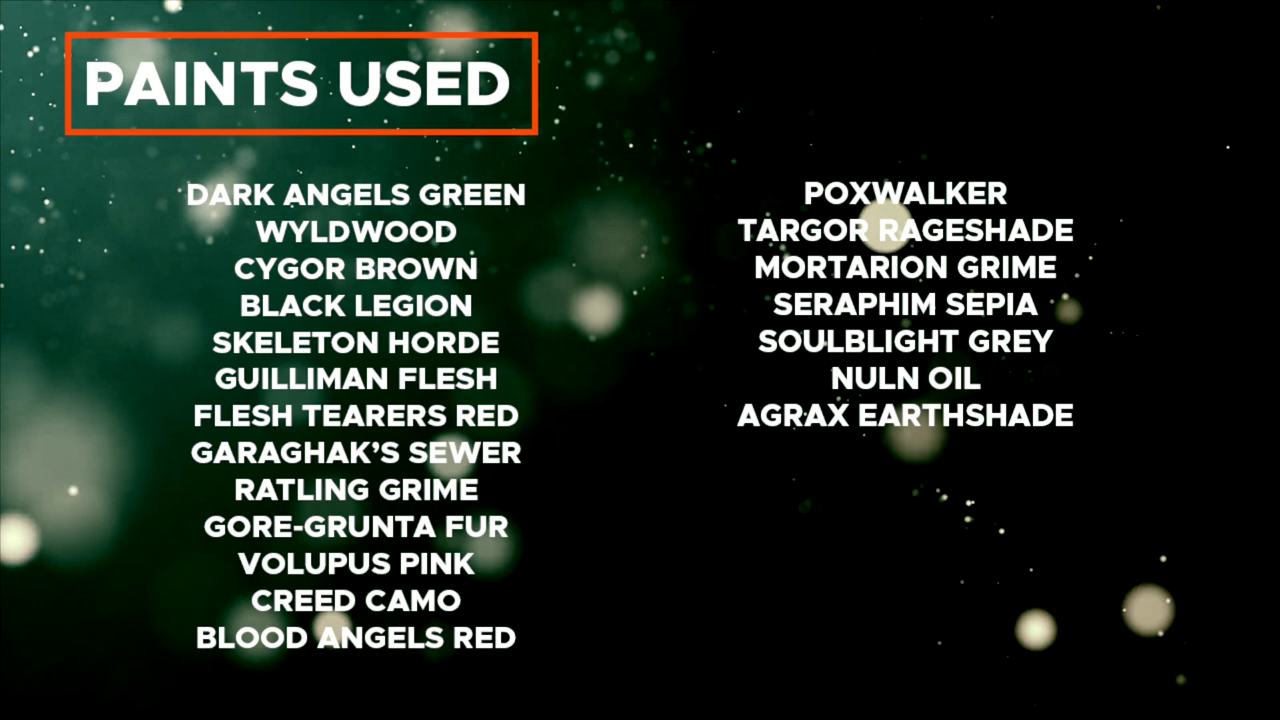 PAINTS USED
DARK ANGELS GREEN
WYLDWOOD
CYGOR BROWN
BLACK LEGION
SKELETON HORDE
GUILLIMAN FLESH
FLESH TEARERS RED
GARAGHAK’S SEWER
RATLING GRIME
GORE-GRUNTA FUR
VOLUPUS PINK
CREED CAMO
BLOOD ANGELS RED
POXWALKER
TARGOR RAGESHADE
MORTARION GRIME
SERAPHIM SEPIA
SOULBLIGHT GREY
NULN OIL
AGRAX EARTHSHADE